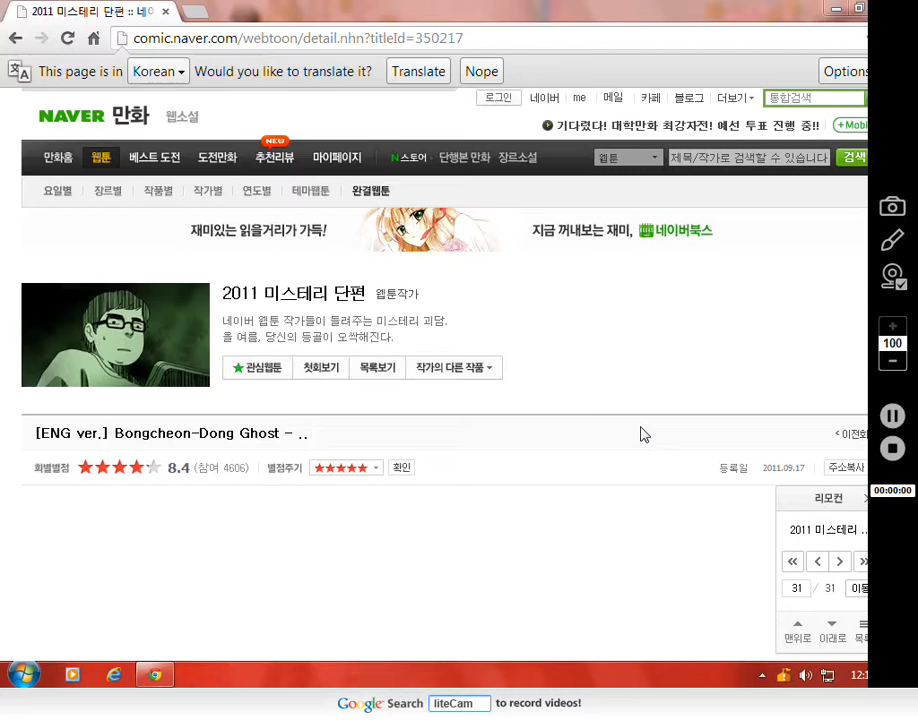 2011 미스테리 단편 :: 네이
comic.naver.com/webtoon/detail.nhn?titleId=350217
This page is in Korean Would you like to translate it? Translate Nope Options
로그인 네이버 me 메일 카페 블로그 더보기 통합검색
NAVER 만화 웹소설
기다렸다! 대학만화 최강자전! 예선 투표 진행 중!! +Mobi
NEW
만화홈 웹툰 베스트 도전 도전만화 추천리뷰 마이페이지 N스토어 단행본 만화 장르소설 웹툰 제목/작가로 검색할 수 있습니다 검색
요일별 장르별 작품별 작가별 연도별 테마웹툰 완결웹툰
재미있는 읽을거리가 가득! 지금 꺼내보는 재미, 네이버북스
2011 미스테리 단편 웹툰작가
네이버 웹툰 작가들이 들려주는 미스테리 괴담.
올 여름, 당신의 등골이 오싹해진다.
관심웹툰 첫회보기 목록보기 작가의 다른 작품
[ENG ver.] Bongcheon-Dong Ghost - .. 이전회
회별별점 8.4 (참여 4606) 별점주기 확인 등록일 2011.09.17 주소복사
리모컨
2011 미스테리 ..
31 / 31 이동
맨위로 아래로 목
100
00:00:00
12:1
Google Search liteCam to record videos!